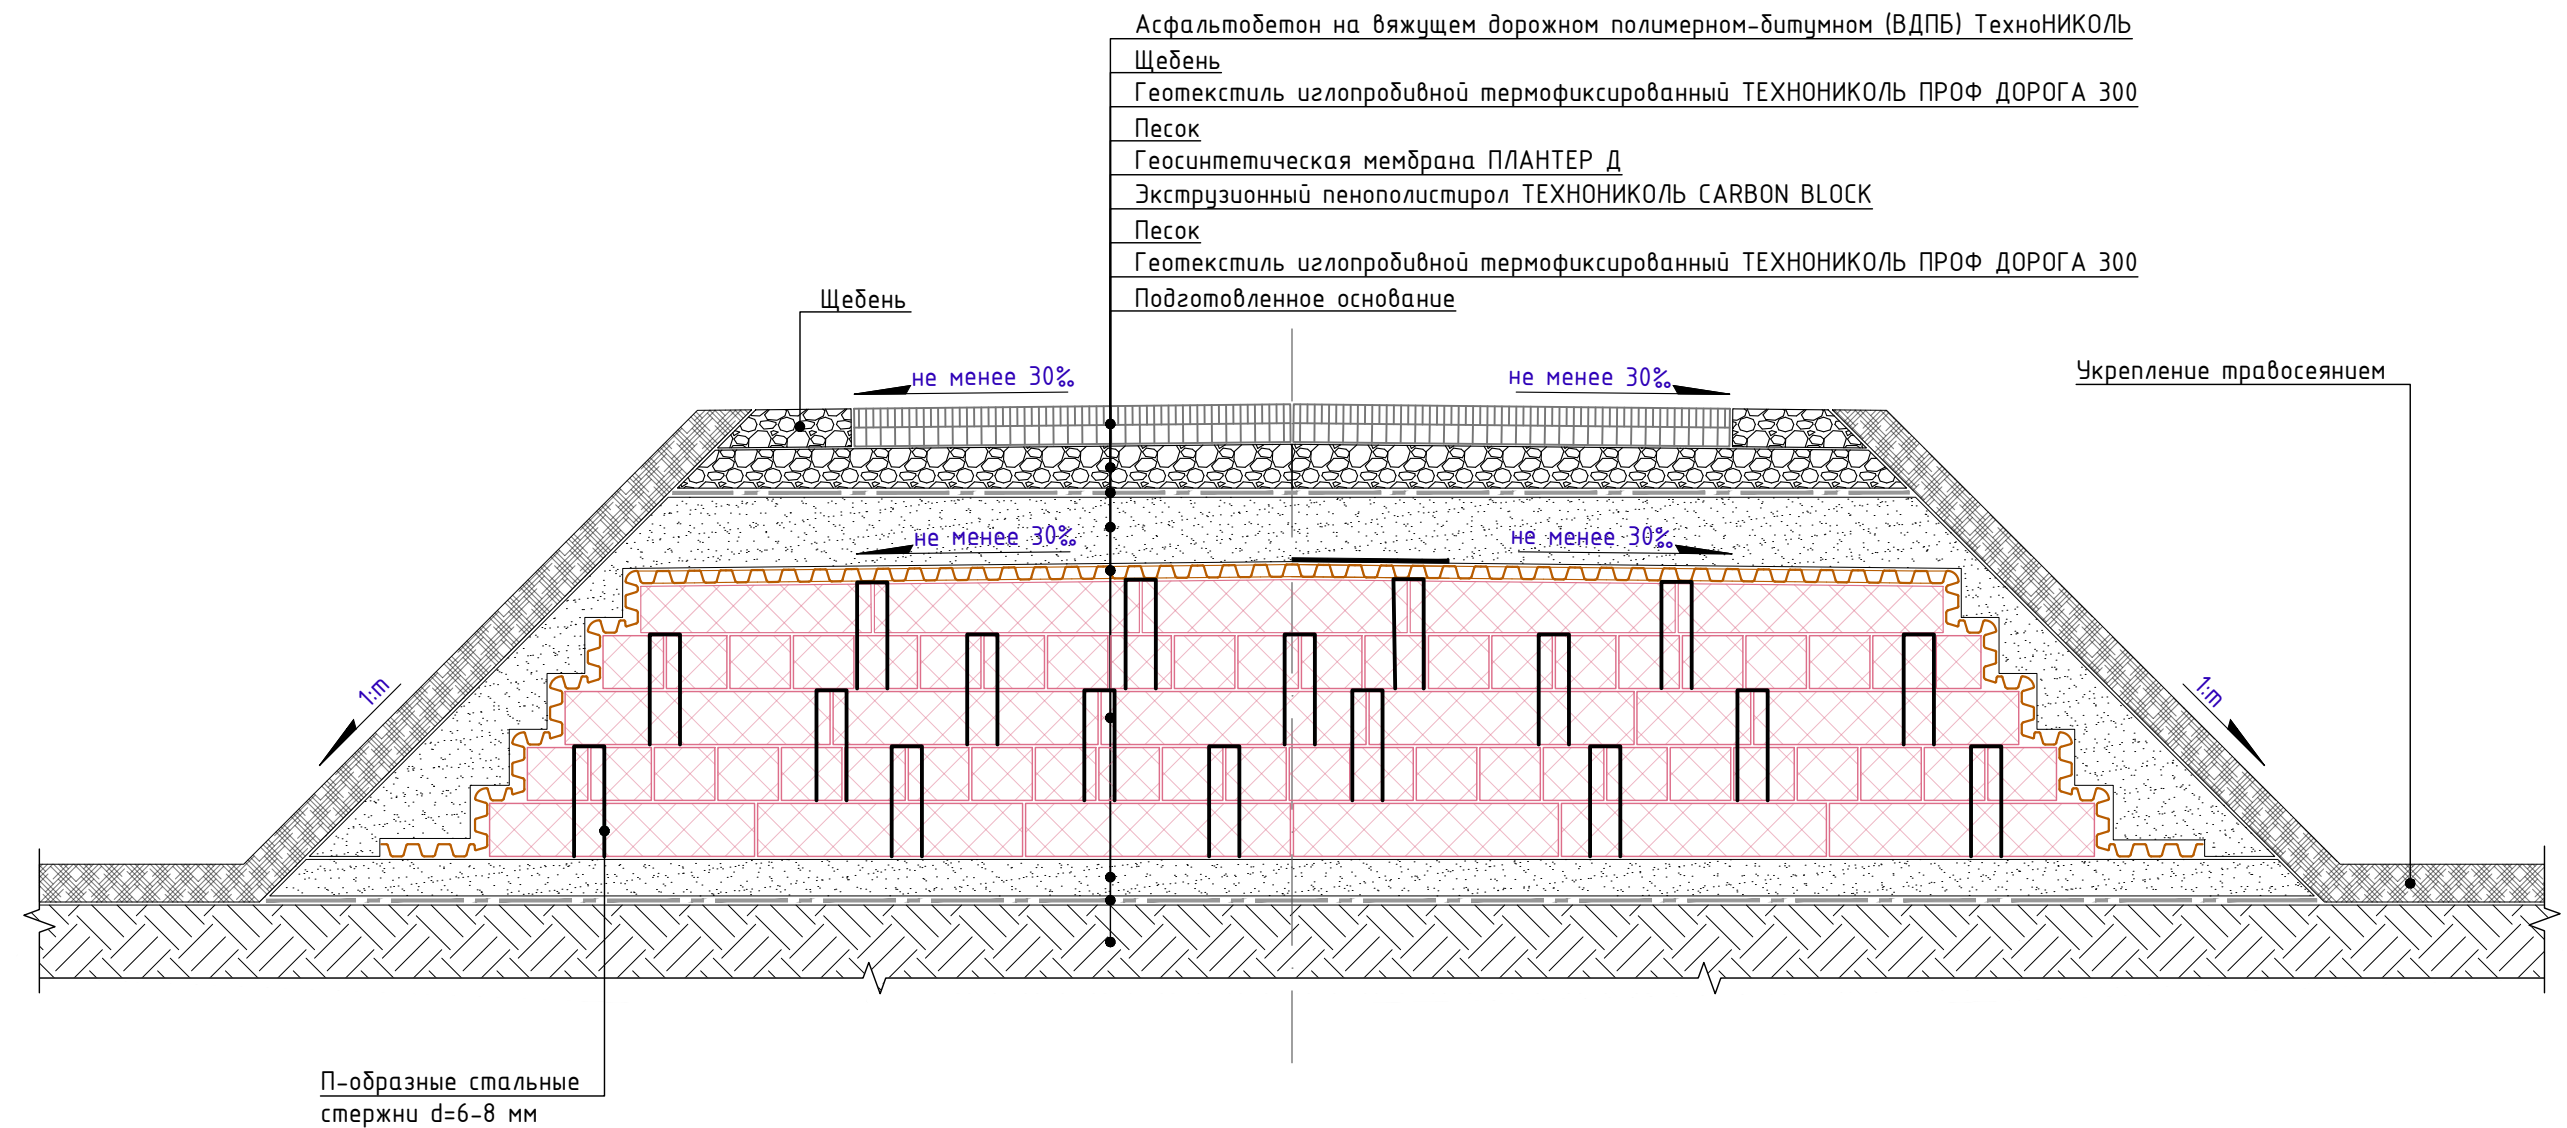 Асфальтобетон на вяжущем дорожном полимерном-битумном (ВДПБ) ТехноНИКОЛЬ
Щебень
Геотекстиль иглопробивной термофиксированный ТЕХНОНИКОЛЬ ПРОФ ДОРОГА 300
Песок
Геосинтетическая мембрана ПЛАНТЕР Д
Экструзионный пенополистирол ТЕХНОНИКОЛЬ CARBON BLOCK
Песок
Геотекстиль иглопробивной термофиксированный ТЕХНОНИКОЛЬ ПРОФ ДОРОГА 300
Подготовленное основание
Щебень
не менее 30‰
не менее 30‰
Укрепление травосеянием
не менее 30‰
не менее 30‰
1:m
1:m
П-образные стальные
стержни d=6-8 мм